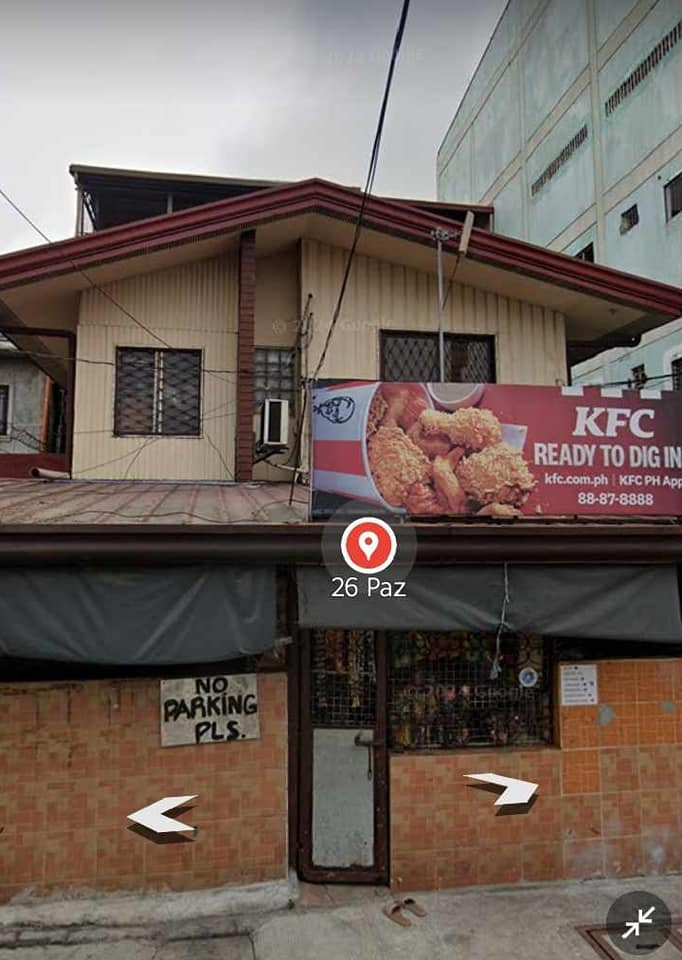 KFC
READY TO DIG IN
kfc.com.ph | KFC PH App
88-87-8888
26 Paz
NO
PARKING
PLS.